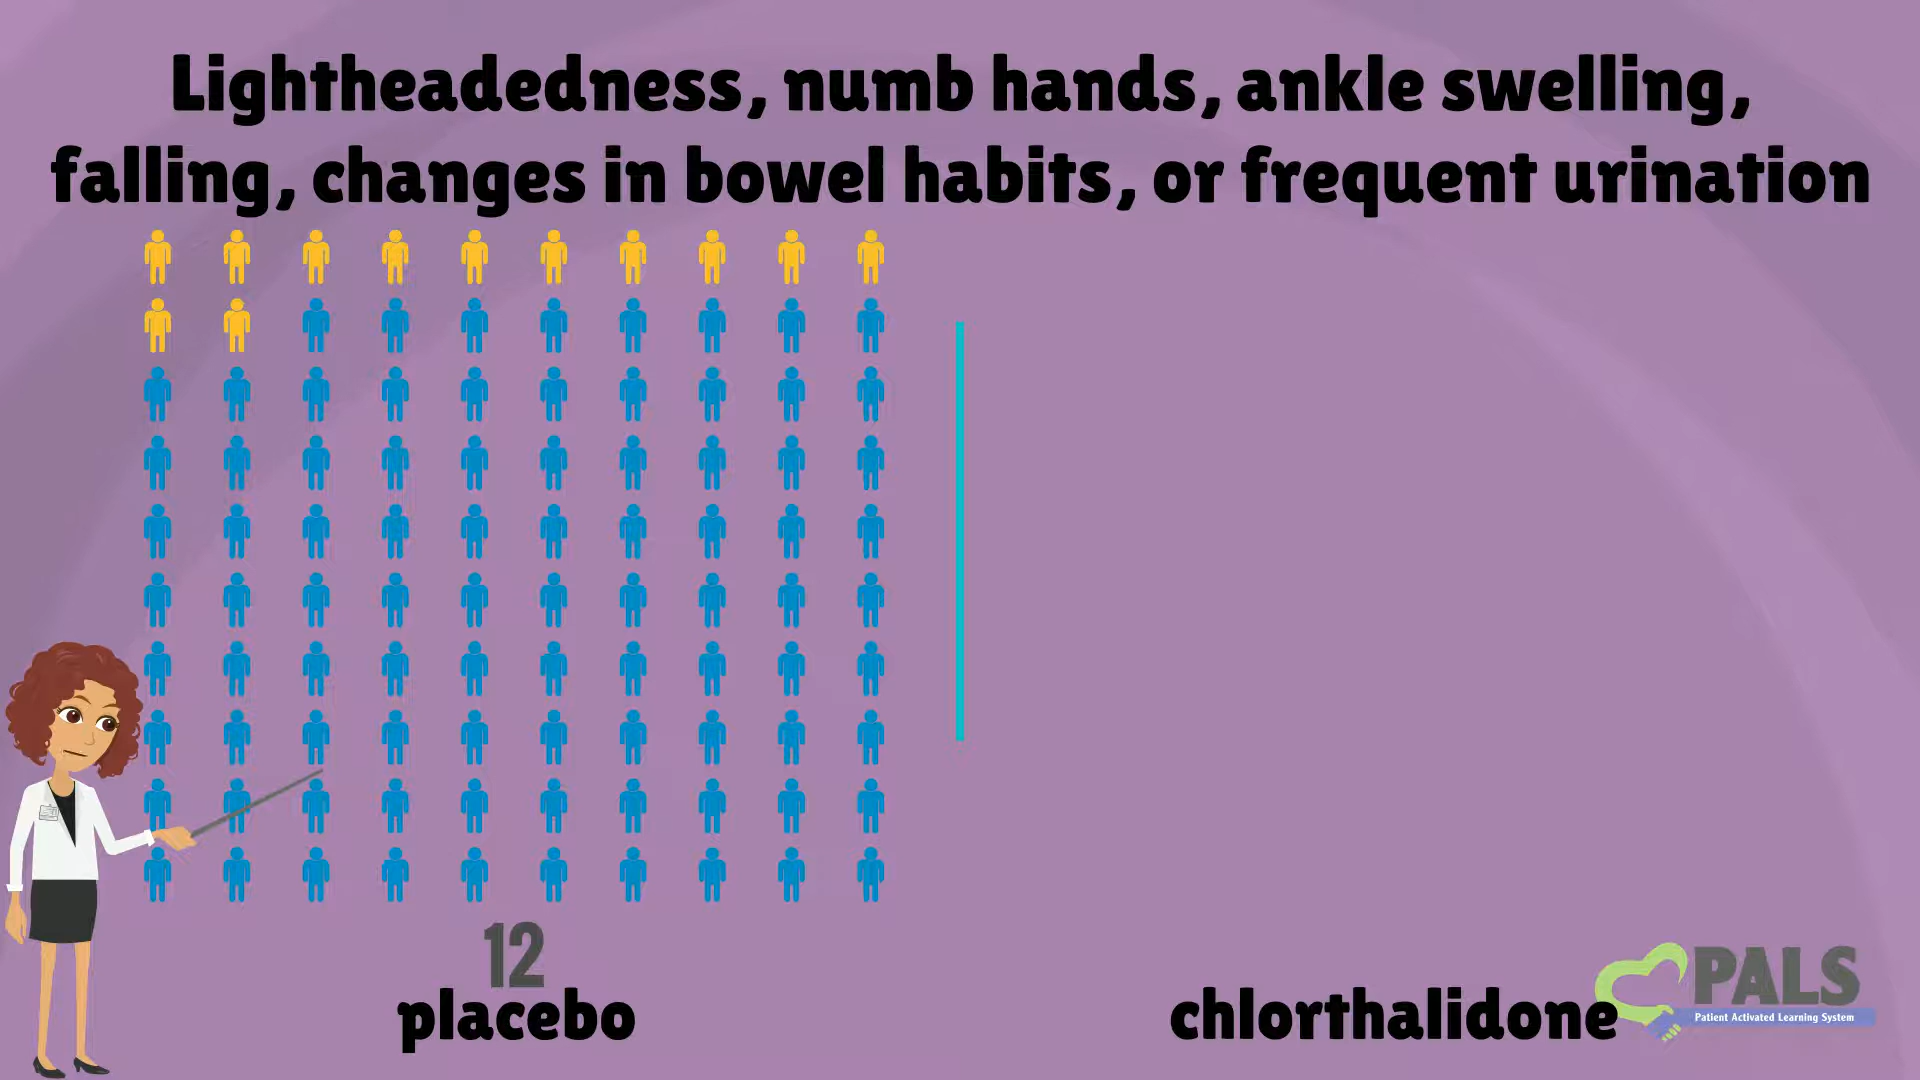 Lightheadedness, numb hands, ankle swelling,
falling, changes in bowel habits, or frequent urination
12
placebo
chlorthalidone
PALS
Patient Activated Learning System